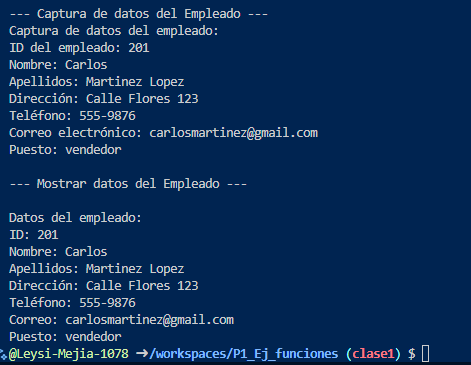 --- Captura de datos del Empleado ---
Captura de datos del empleado:
ID del empleado: 201
Nombre: Carlos
Apellidos: Martinez Lopez
Dirección: Calle Flores 123
Teléfono: 555-9876
Correo electrónico: carlosmartinez@gmail.com
Puesto: vendedor
--- Mostrar datos del Empleado ---
Datos del empleado:
ID: 201
Nombre: Carlos
Apellidos: Martinez Lopez
Dirección: Calle Flores 123
Teléfono: 555-9876
Correo: carlosmartinez@gmail.com
Puesto: vendedor
@Leysi-Mejia-1078 ➜/workspaces/P1_Ej_funciones (clase1) $